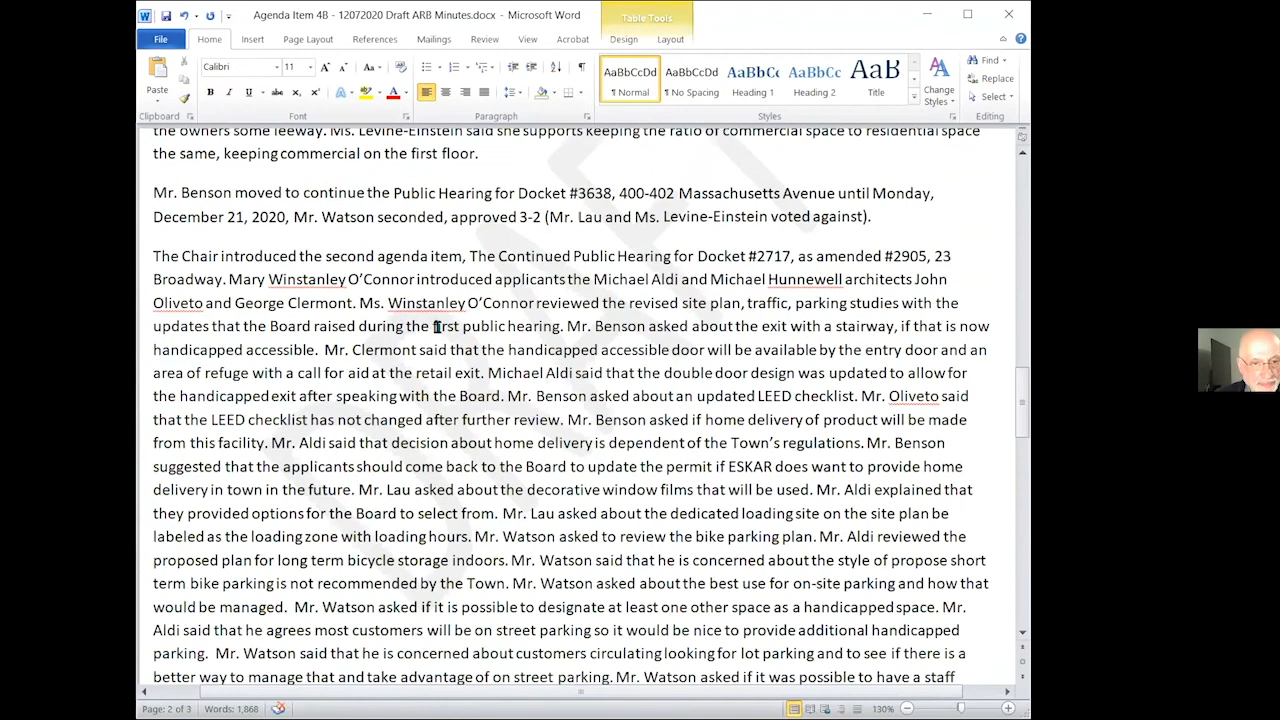 Agenda Item 4B - 12072020 Draft ARB Minutes.docx - Microsoft Word
Table Tools
File Home Insert Page Layout References Mailings Review View Acrobat Design Layout
Calibri 11 Aa
AaBbCcDd AaBbCcDd AaBbCc AaBbCc AaB
¶ Normal ¶ No Spacing Heading 1 Heading 2 Title
Paste
B I U abc
Change Styles
Find
Replace
Select
Clipboard Font Paragraph Styles Editing
the owners some leeway. Ms. Levine-Einstein said she supports keeping the ratio of commercial space to residential space
the same, keeping commercial on the first floor.
Mr. Benson moved to continue the Public Hearing for Docket #3638, 400-402 Massachusetts Avenue until Monday,
December 21, 2020, Mr. Watson seconded, approved 3-2 (Mr. Lau and Ms. Levine-Einstein voted against).
The Chair introduced the second agenda item, The Continued Public Hearing for Docket #2717, as amended #2905, 23
Broadway. Mary Winstanley O’Connor introduced applicants the Michael Aldi and Michael Hunnewell architects John
Oliveto and George Clermont. Ms. Winstanley O’Connor reviewed the revised site plan, traffic, parking studies with the
updates that the Board raised during the first public hearing. Mr. Benson asked about the exit with a stairway, if that is now
handicapped accessible.  Mr. Clermont said that the handicapped accessible door will be available by the entry door and an
area of refuge with a call for aid at the retail exit. Michael Aldi said that the double door design was updated to allow for
the handicapped exit after speaking with the Board. Mr. Benson asked about an updated LEED checklist. Mr. Oliveto said
that the LEED checklist has not changed after further review. Mr. Benson asked if home delivery of product will be made
from this facility. Mr. Aldi said that decision about home delivery is dependent of the Town’s regulations. Mr. Benson
suggested that the applicants should come back to the Board to update the permit if ESKAR does want to provide home
delivery in town in the future. Mr. Lau asked about the decorative window films that will be used. Mr. Aldi explained that
they provided options for the Board to select from. Mr. Lau asked about the dedicated loading site on the site plan be
labeled as the loading zone with loading hours. Mr. Watson asked to review the bike parking plan. Mr. Aldi reviewed the
proposed plan for long term bicycle storage indoors. Mr. Watson said that he is concerned about the style of propose short
term bike parking is not recommended by the Town. Mr. Watson asked about the best use for on-site parking and how that
would be managed.  Mr. Watson asked if it is possible to designate at least one other space as a handicapped space. Mr.
Aldi said that he agrees most customers will be on street parking so it would be nice to provide additional handicapped
parking.  Mr. Watson said that he is concerned about customers circulating looking for lot parking and to see if there is a
better way to manage that and take advantage of on street parking. Mr. Watson asked if it was possible to have a staff
DRAFT
Page: 2 of 3 Words: 1,868 130%